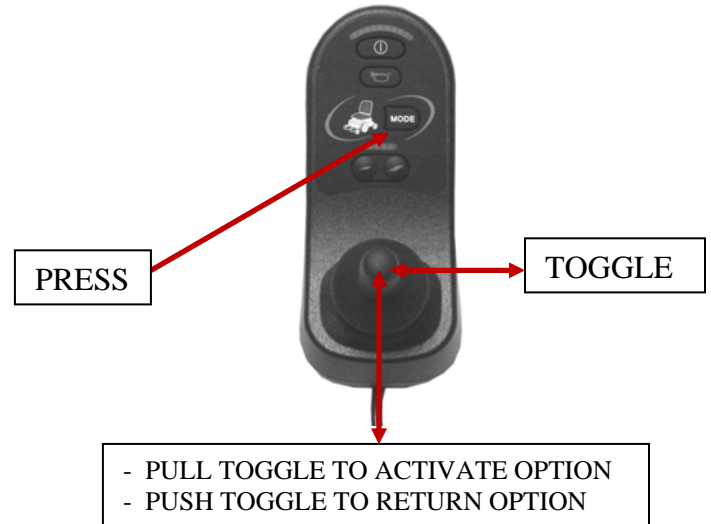 MODE
PRESS
TOGGLE
- PULL TOGGLE TO ACTIVATE OPTION
- PUSH TOGGLE TO RETURN OPTION